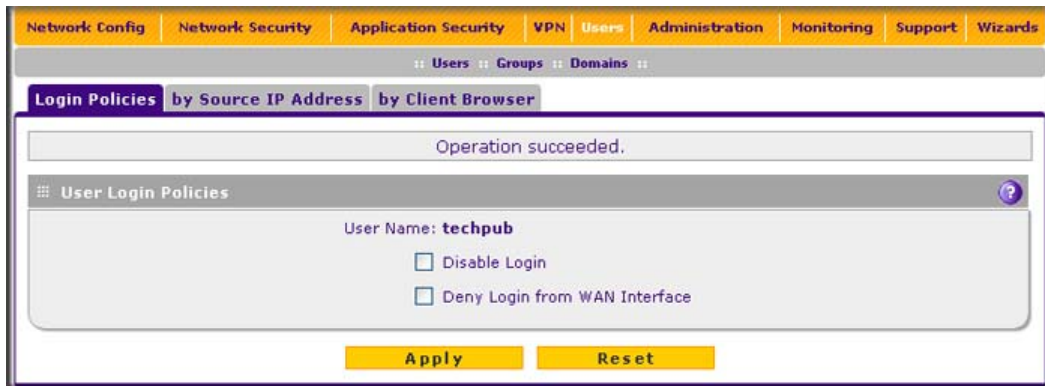 Network Config Network Security Application Security VPN Users Administration Monitoring Support Wizards
:: Users :: Groups :: Domains ::
Login Policies by Source IP Address by Client Browser
Operation succeeded.
User Login Policies ?
User Name: techpub
Disable Login
Deny Login from WAN Interface
Apply Reset